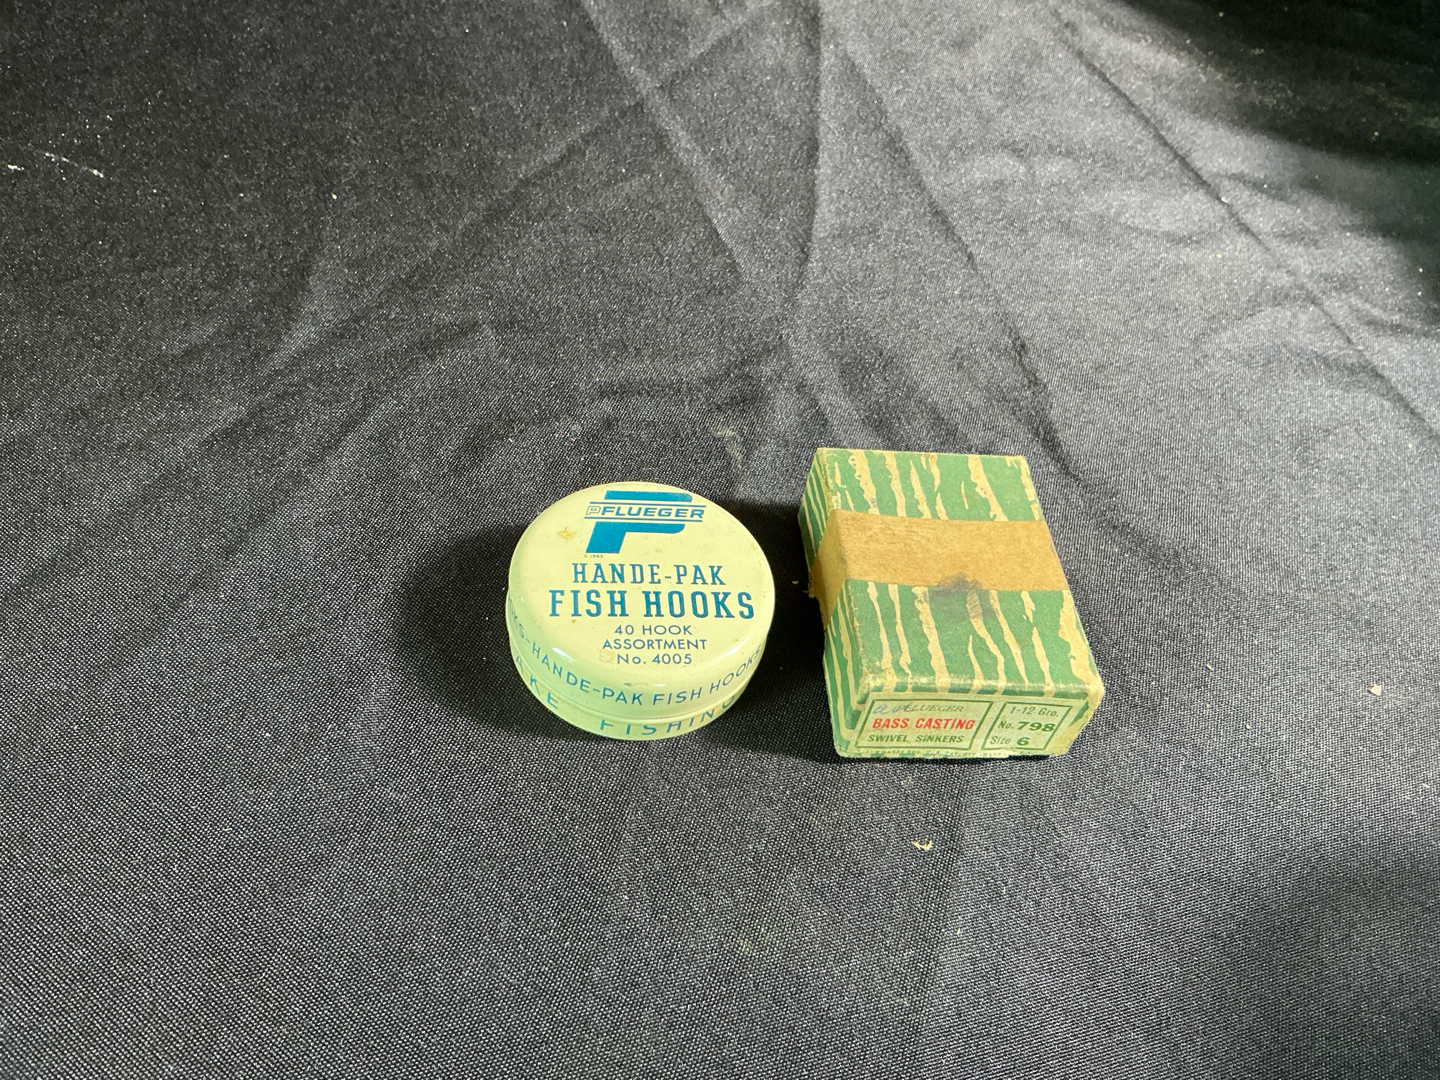 PFLUEGER
HANDE-PAK
FISH HOOKS
40 HOOK
ASSORTMENT
No. 4005
-HANDE-PAK FISH HOOKS
FISHING
PFLUEGER
BASS CASTING
SWIVEL SINKERS
1-12 Gro.
No. 798
Size 6